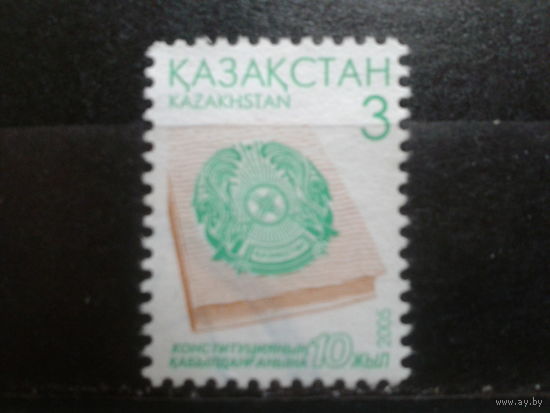 ҚАЗАҚСТАН
KAZAKHSTAN
3
КОНСТИТУЦИЯНЫҢ
ҚАБЫЛДАНҒАНЫНА 10 ЖЫЛ
2005
www.ay.by